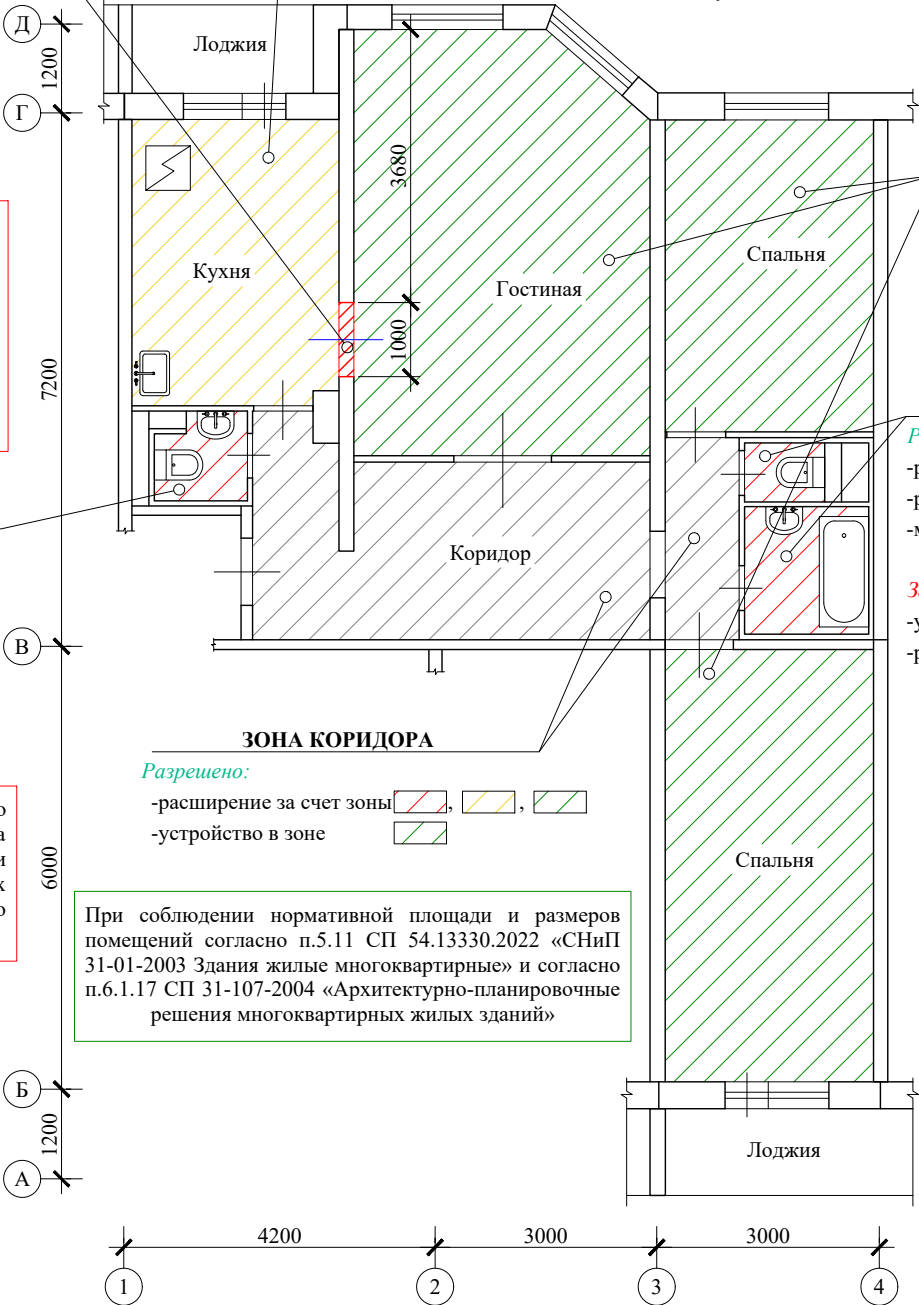 Д
Лоджия
1200
Г
3680
Кухня
Гостиная
Спальня
1000
7200
Коридор
-р
-р
-м
В
-у
-р
ЗОНА КОРИДОРА
Разрешено:
-расширение за счет зоны , ,
-устройство в зоне
о
а
и
х
о
6000
Спальня
При соблюдении нормативной площади и размеров
помещений согласно п.5.11 СП 54.13330.2022 «СНиП
31-01-2003 Здания жилые многоквартирные» и согласно
п.6.1.17 СП 31-107-2004 «Архитектурно-планировочные
решения многоквартирных жилых зданий»
Б
1200
Лоджия
А
4200
3000
3000
1
2
3
4